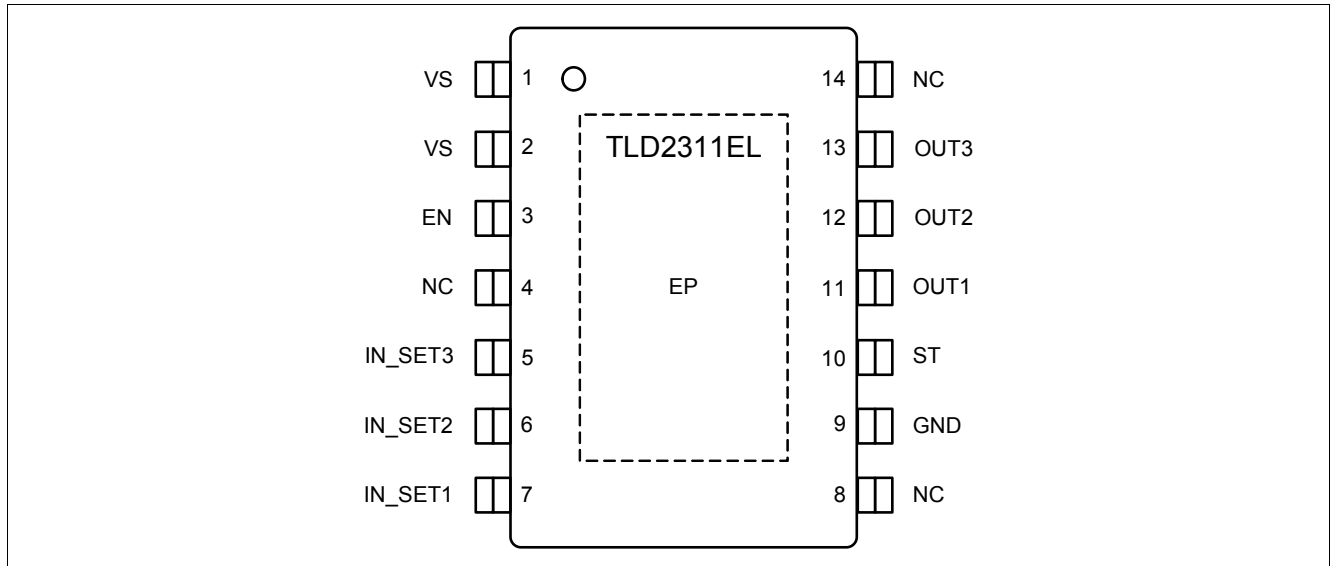 VS 1 14 NC
VS 2 TLD2311EL 13 OUT3
EN 3 12 OUT2
NC 4 EP 11 OUT1
IN_SET3 5 10 ST
IN_SET2 6 9 GND
IN_SET1 7 8 NC